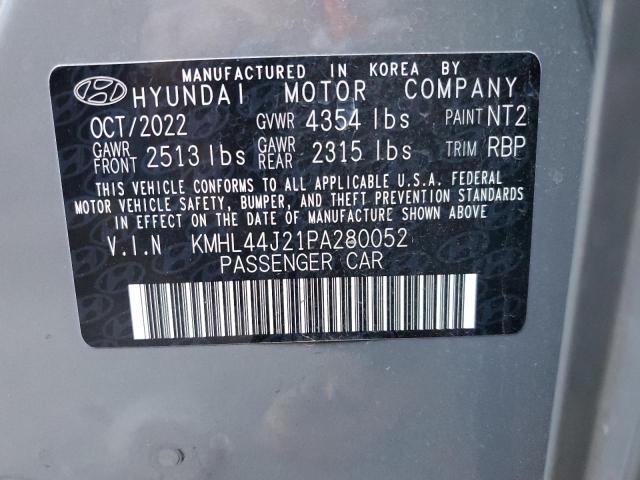 MANUFACTURED IN KOREA BY
HYUNDAI MOTOR COMPANY
OCT/2022 GVWR 4354 lbs PAINT NT2
GAWR FRONT 2513 lbs GAWR REAR 2315 lbs TRIM RBP
THIS VEHICLE CONFORMS TO ALL APPLICABLE U.S.A. FEDERAL
MOTOR VEHICLE SAFETY, BUMPER, AND THEFT PREVENTION STANDARDS
IN EFFECT ON THE DATE OF MANUFACTURE SHOWN ABOVE.
V.I.N KMHL44J21PA280052
PASSENGER CAR